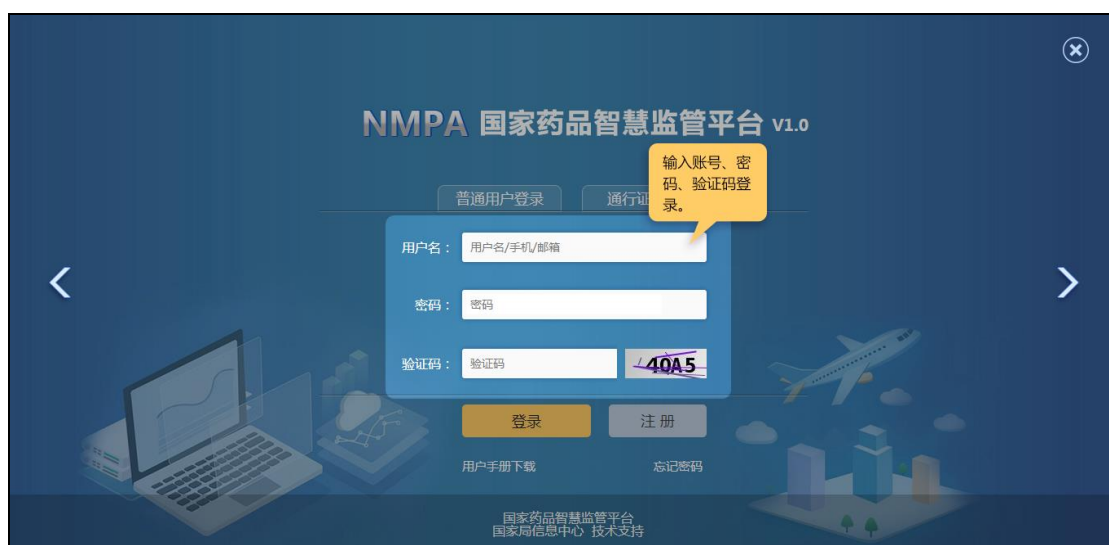 NMPA 国家药品智慧监管平台 V1.0
输入账号、密
码、验证码登
录。
普通用户登录
通行证
用户名：
用户名/手机/邮箱
密码：
密码
验证码：
验证码
40A5
登录
注 册
用户手册下载
忘记密码
国家药品智慧监管平台
国家局信息中心 技术支持